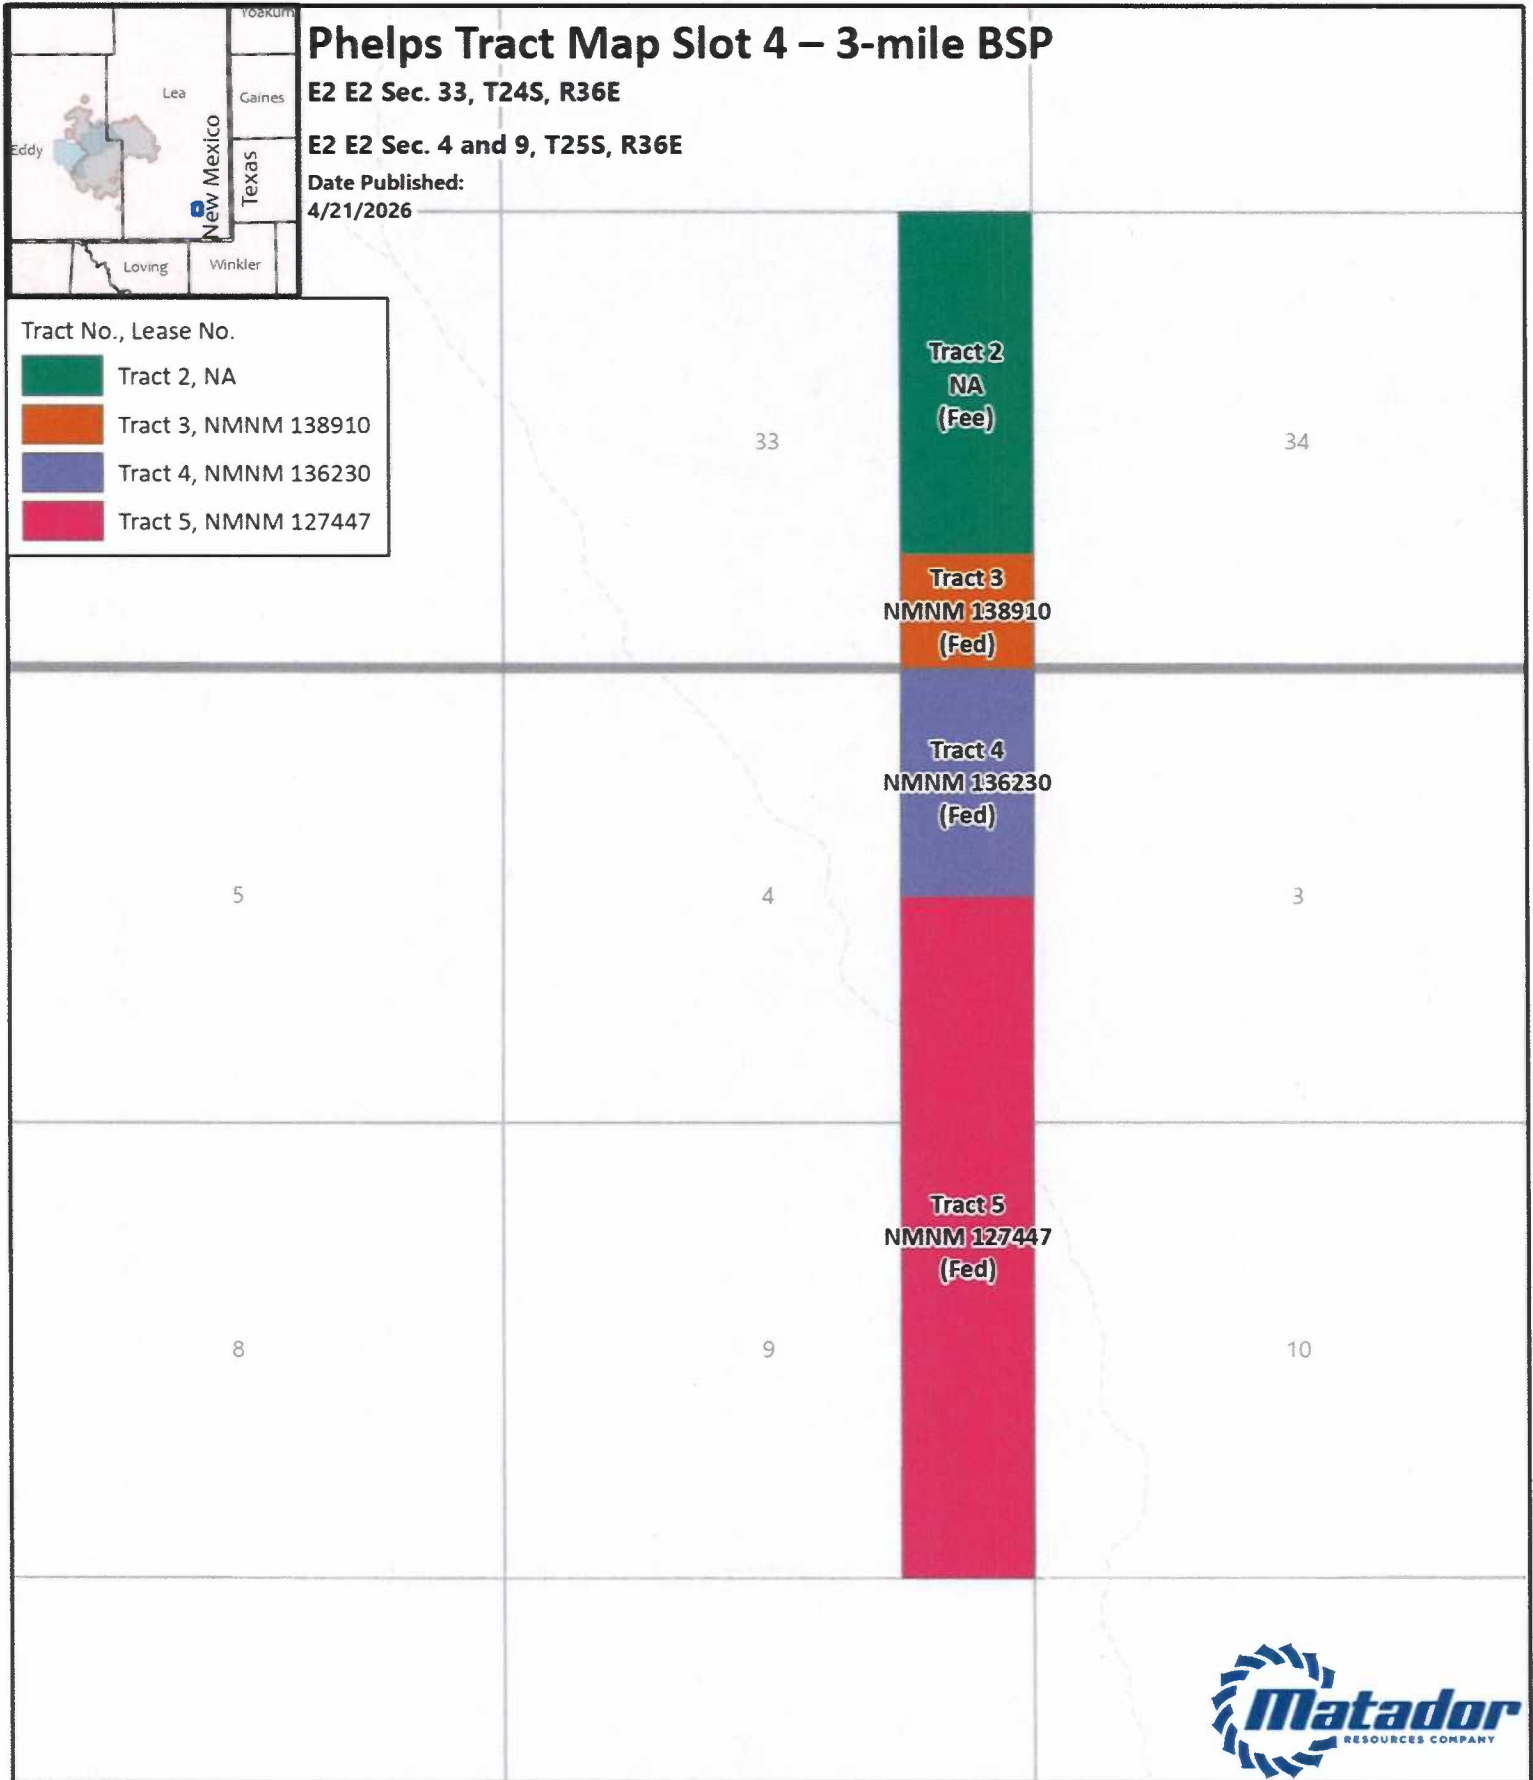 Yoakum
Lea
Gaines
Eddy
New Mexico
Texas
Loving
Winkler
Phelps Tract Map Slot 4 – 3-mile BSP
E2 E2 Sec. 33, T24S, R36E
E2 E2 Sec. 4 and 9, T25S, R36E
Date Published:
4/21/2026
Tract No., Lease No.
Tract 2, NA
Tract 3, NMNM 138910
Tract 4, NMNM 136230
Tract 5, NMNM 127447
Tract 2
NA
(Fee)
33
34
Tract 3
NMNM 138910
(Fed)
Tract 4
NMNM 136230
(Fed)
5
4
3
Tract 5
NMNM 127447
(Fed)
8
9
10
Matador
RESOURCES COMPANY